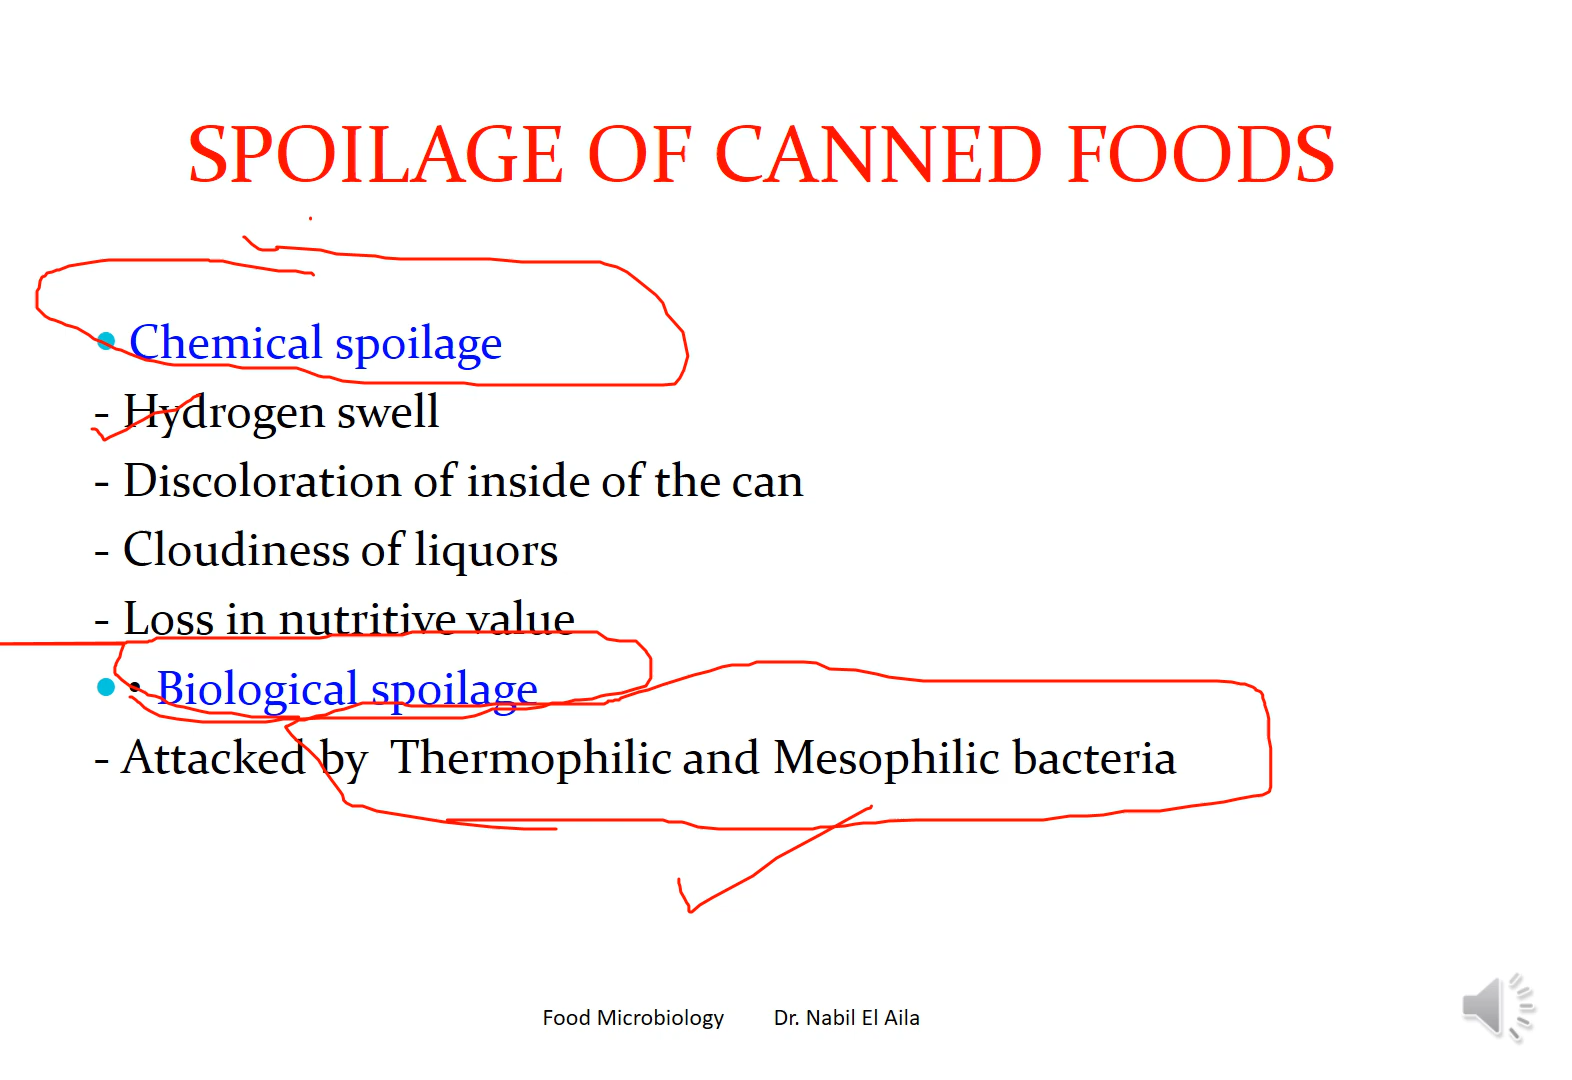 SPOILAGE OF CANNED FOODS
• Chemical spoilage
- Hydrogen swell
- Discoloration of inside of the can
- Cloudiness of liquors
- Loss in nutritive value
• • Biological spoilage
- Attacked by Thermophilic and Mesophilic bacteria
Food Microbiology Dr. Nabil El Aila